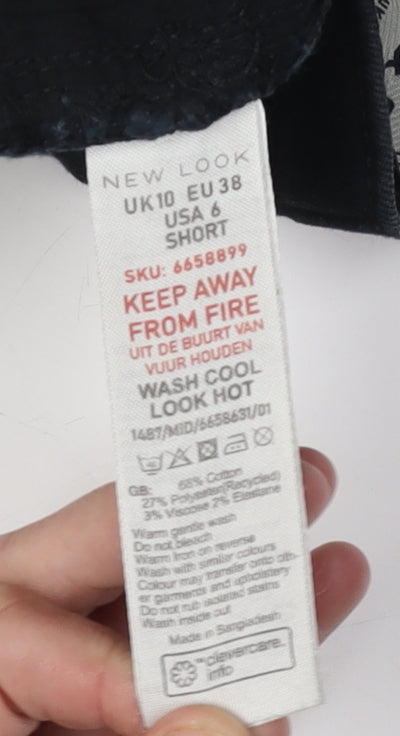 NEW LOOK
UK10 EU 38
USA 6
SHORT
SKU: 6658899
KEEP AWAY
FROM FIRE
UIT DE BUURT VAN
VUUR HOUDEN
WASH COOL
LOOK HOT
1487/MID/6658631/01
GB: 68% Cotton
27% Polyester(Recycled)
3% Viscose 2% Elastane
Warm gentle wash
Do not bleach
Warm iron on reverse
Wash with similar colours
Colour may transfer onto oth-
er garments and upholstery
Do not rub isolated stains
Wash inside out
Made in Bangladesh
clevercare.
info